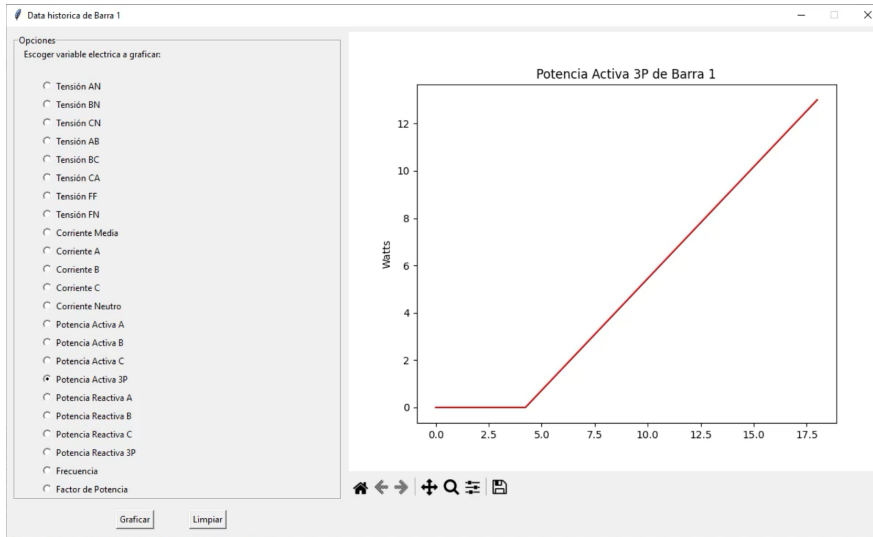 Data historica de Barra 1
Opciones
Escoger variable electrica a graficar:
Tensión AN
Tensión BN
Tensión CN
Tensión AB
Tensión BC
Tensión CA
Tensión FF
Tensión FN
Corriente Media
Corriente A
Corriente B
Corriente C
Corriente Neutro
Potencia Activa A
Potencia Activa B
Potencia Activa C
Potencia Activa 3P
Potencia Reactiva A
Potencia Reactiva B
Potencia Reactiva C
Potencia Reactiva 3P
Frecuencia
Factor de Potencia
Graficar Limpiar
Potencia Activa 3P de Barra 1
Watts
12
10
8
6
4
2
0
0.0 2.5 5.0 7.5 10.0 12.5 15.0 17.5